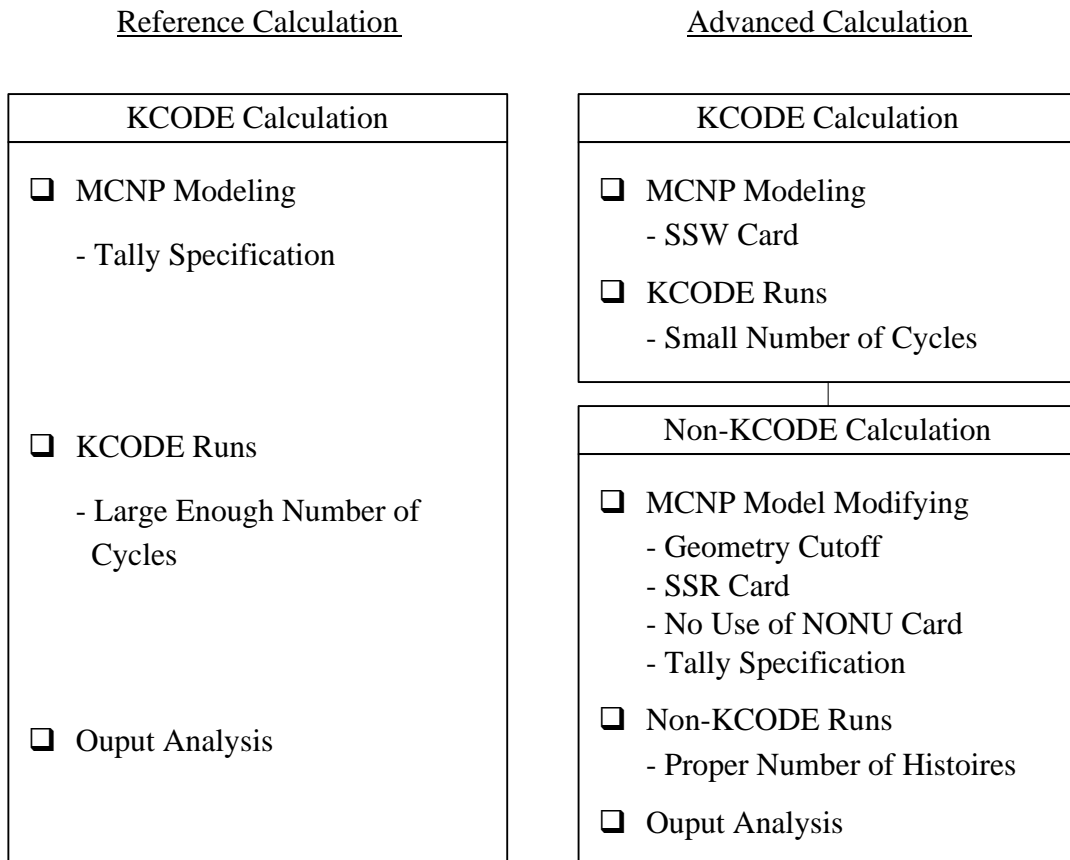 Reference Calculation
KCODE Calculation
❑ MCNP Modeling
- Tally Specification
❑ KCODE Runs
- Large Enough Number of
Cycles
❑ Ouput Analysis
Advanced Calculation
KCODE Calculation
❑ MCNP Modeling
- SSW Card
❑ KCODE Runs
- Small Number of Cycles
Non-KCODE Calculation
❑ MCNP Model Modifying
- Geometry Cutoff
- SSR Card
- No Use of NONU Card
- Tally Specification
❑ Non-KCODE Runs
- Proper Number of Histoires
❑ Ouput Analysis